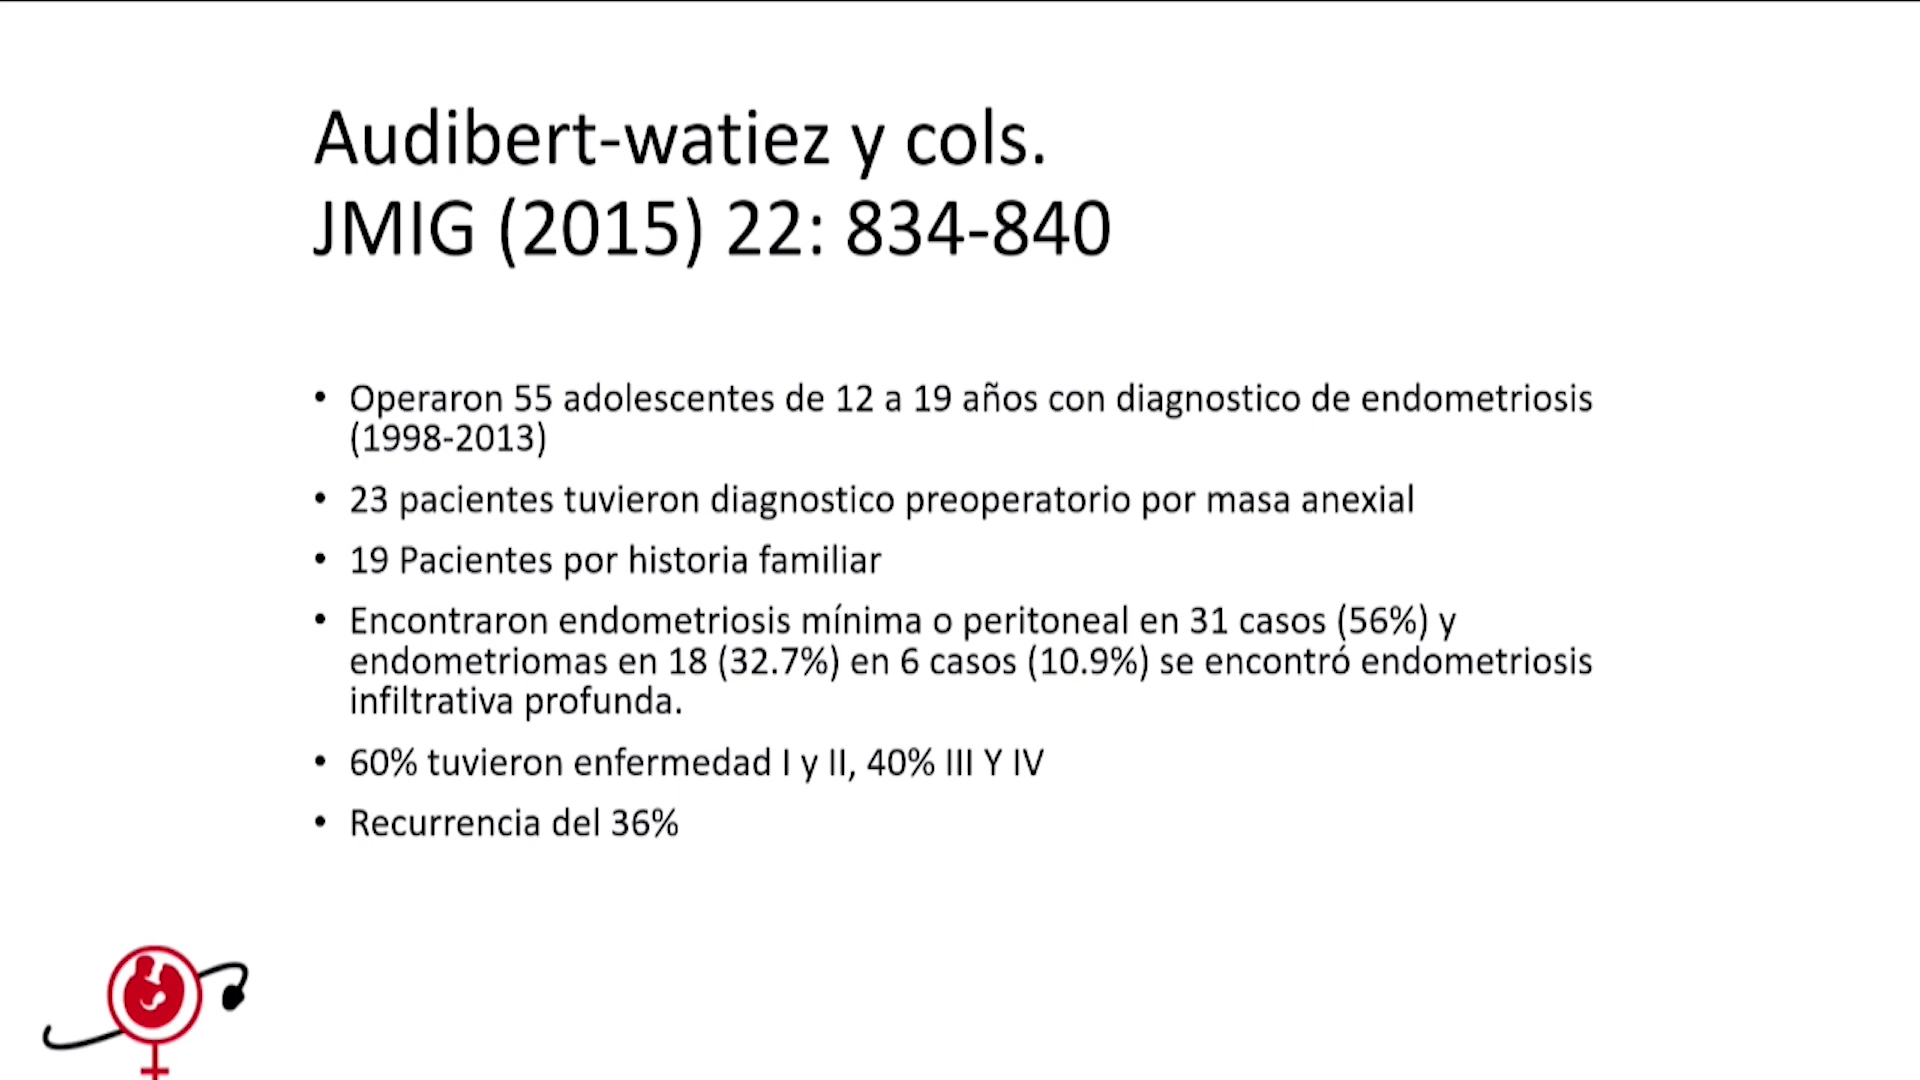 Audibert-watiez y cols.
JMIG (2015) 22: 834-840
• Operaron 55 adolescentes de 12 a 19 años con diagnostico de endometriosis
(1998-2013)
• 23 pacientes tuvieron diagnostico preoperatorio por masa anexial
• 19 Pacientes por historia familiar
• Encontraron endometriosis mínima o peritoneal en 31 casos (56%) y
endometriomas en 18 (32.7%) en 6 casos (10.9%) se encontró endometriosis
infiltrativa profunda.
• 60% tuvieron enfermedad I y II, 40% III Y IV
• Recurrencia del 36%